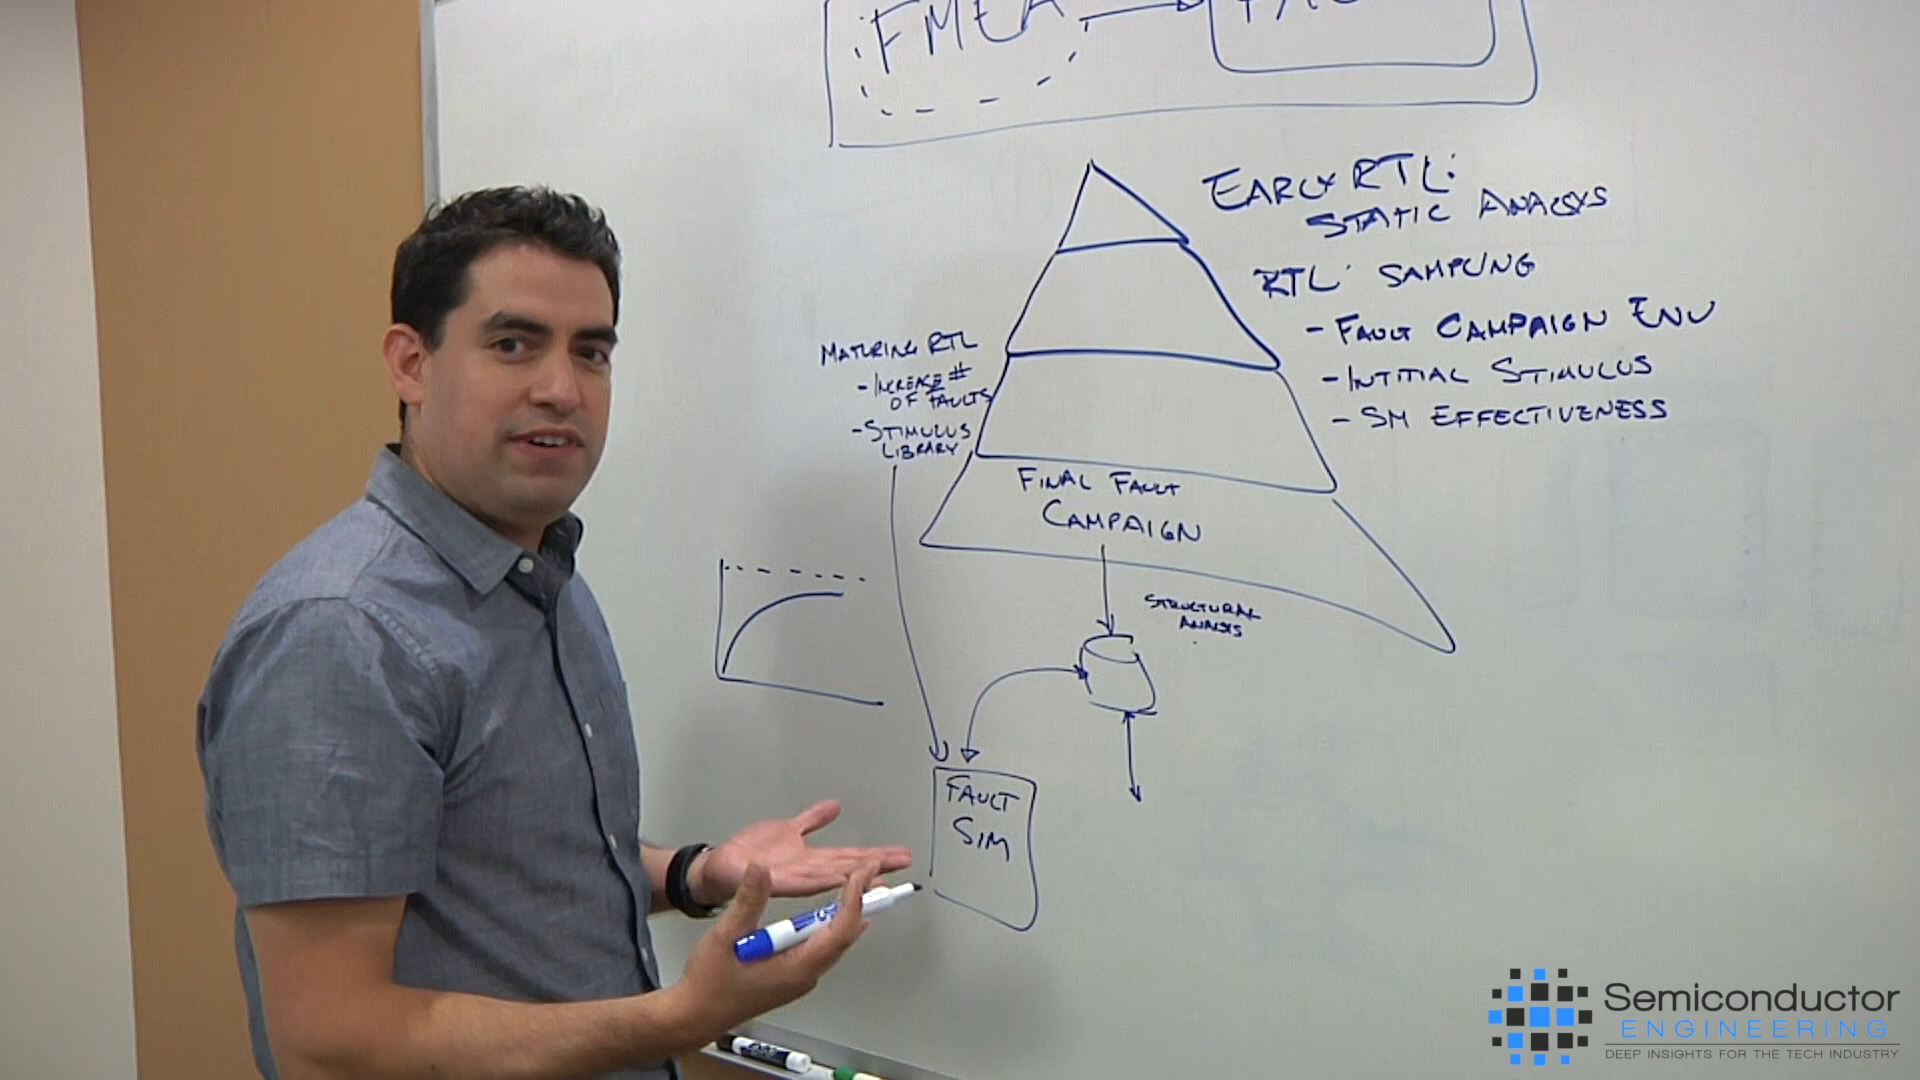 FMEA
EARLY RTL:
STATIC ANALYSIS
RTL: SAMPLING
- FAULT CAMPAIGN ENV
- INTITIAL STIMULUS
- SM EFFECTIVENESS
MATURING RTL
- INCREASE #
OF FAULTS
- STIMULUS
LIBRARY
FINAL FAULT
CAMPAIGN
STRUCTURAL
ANALYSIS
FAULT
SIM
Semiconductor
ENGINEERING
DEEP INSIGHTS FOR THE TECH INDUSTRY